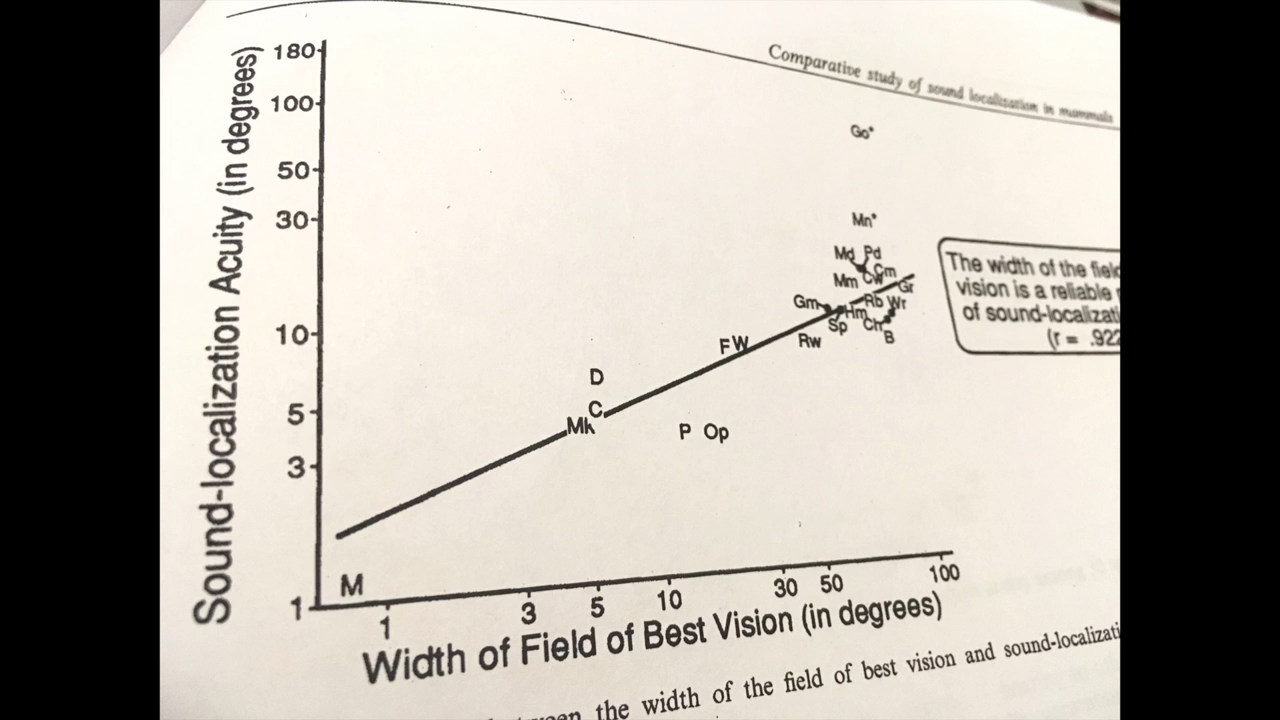 Comparative study of sound localization in mammals
Sound-localization Acuity (in degrees)
180
100
50
30
10
5
3
1
Go*
Mn*
Md Pd
Cm
Mm Cw
Gr
Gm Rb Wr
Hm
Sp Ch
Rw B
F W
D
C
Mk
P Op
M
The width of the field
vision is a reliable
of sound-localizati
(r = .922
1 3 5 10 30 50 100
Width of Field of Best Vision (in degrees)
the width of the field of best vision and sound-localizati